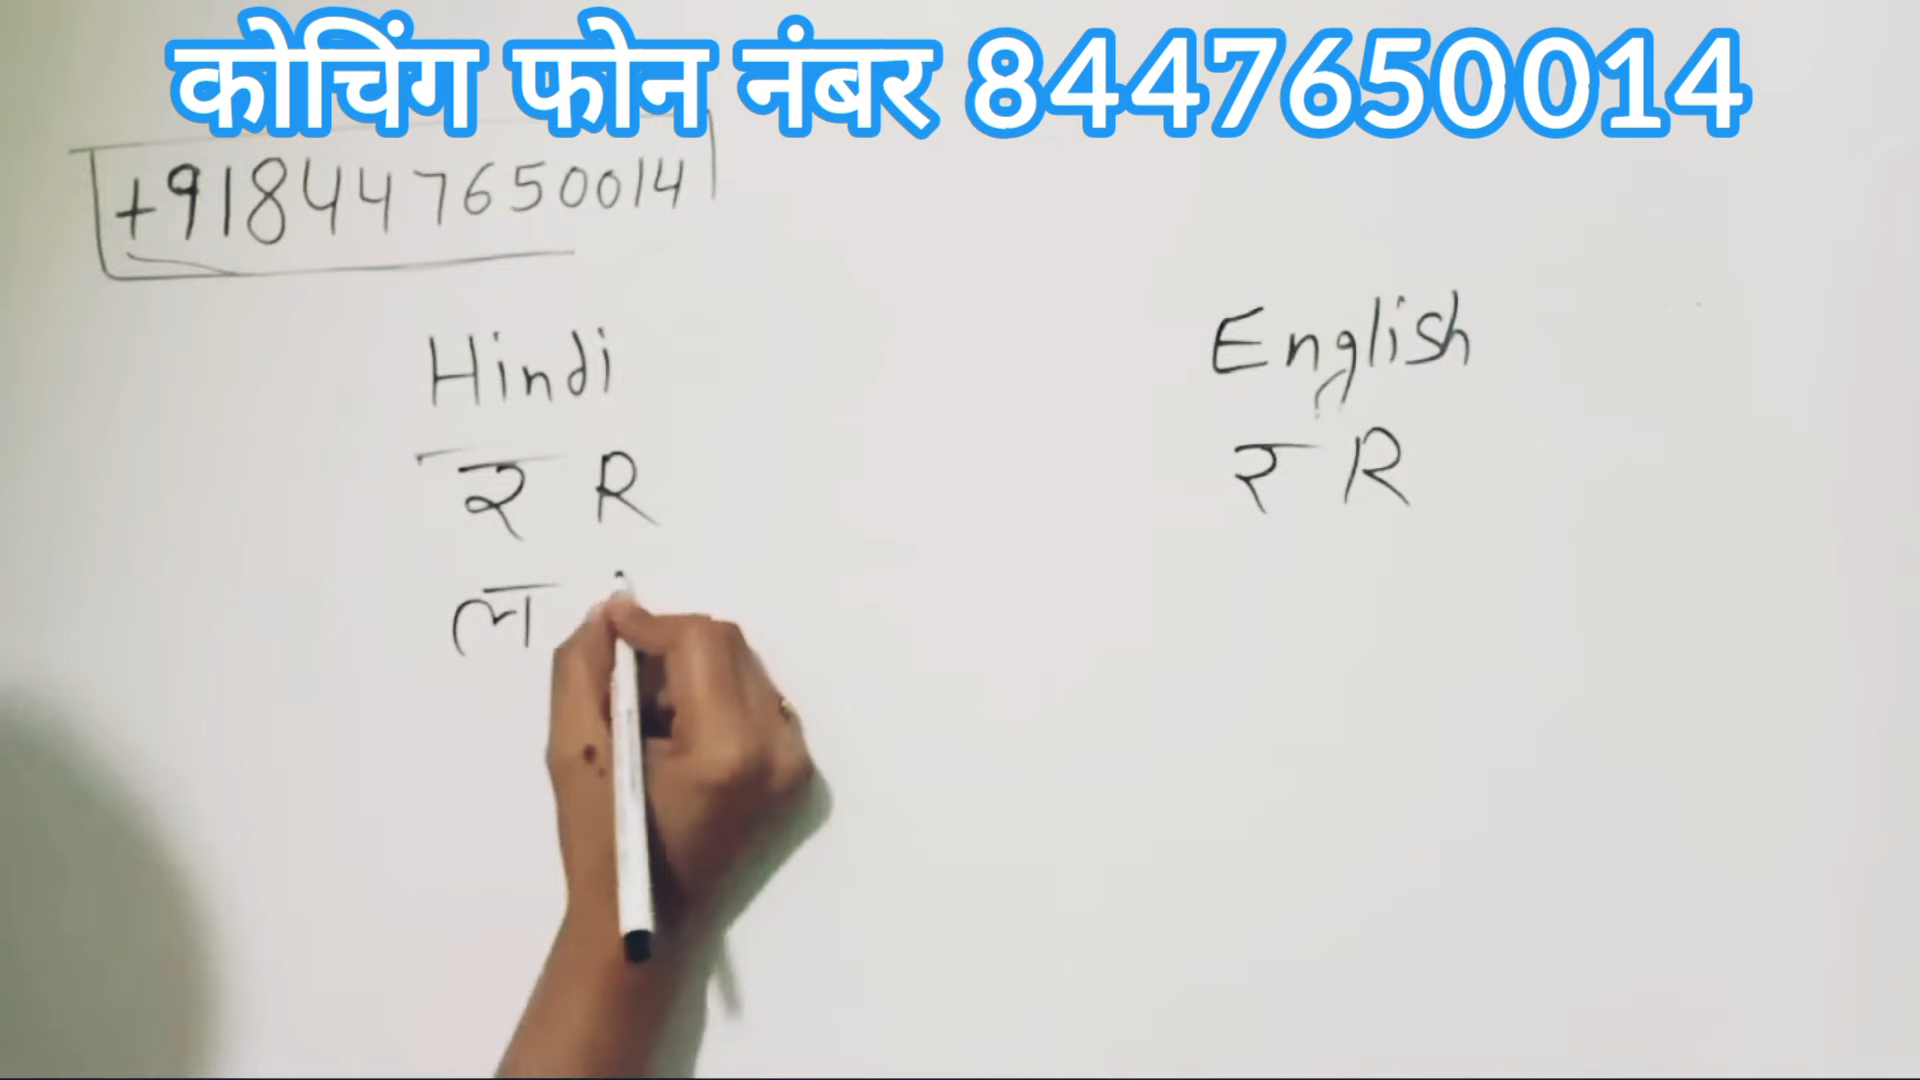 कोचिंग फोन नंबर 8447650014
+918447650014
Hindi
English
र R
र R
ल